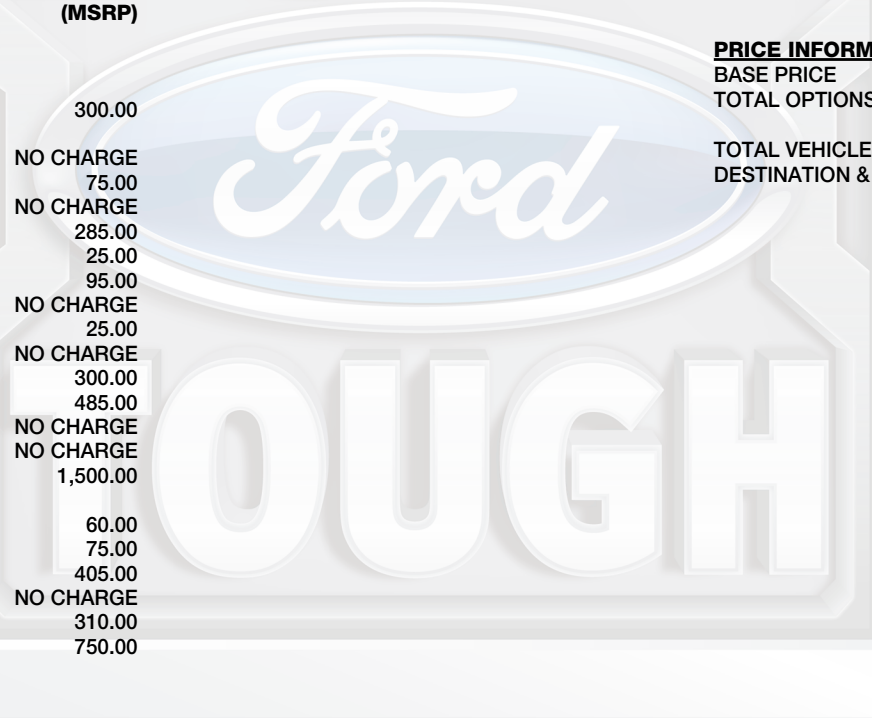 (MSRP)
300.00
NO CHARGE
75.00
NO CHARGE
285.00
25.00
95.00
NO CHARGE
25.00
NO CHARGE
300.00
485.00
NO CHARGE
NO CHARGE
1,500.00
60.00
75.00
405.00
NO CHARGE
310.00
750.00
PRICE INFORM
BASE PRICE
TOTAL OPTIONS
TOTAL VEHICLE
DESTINATION &
Ford
TOUGH